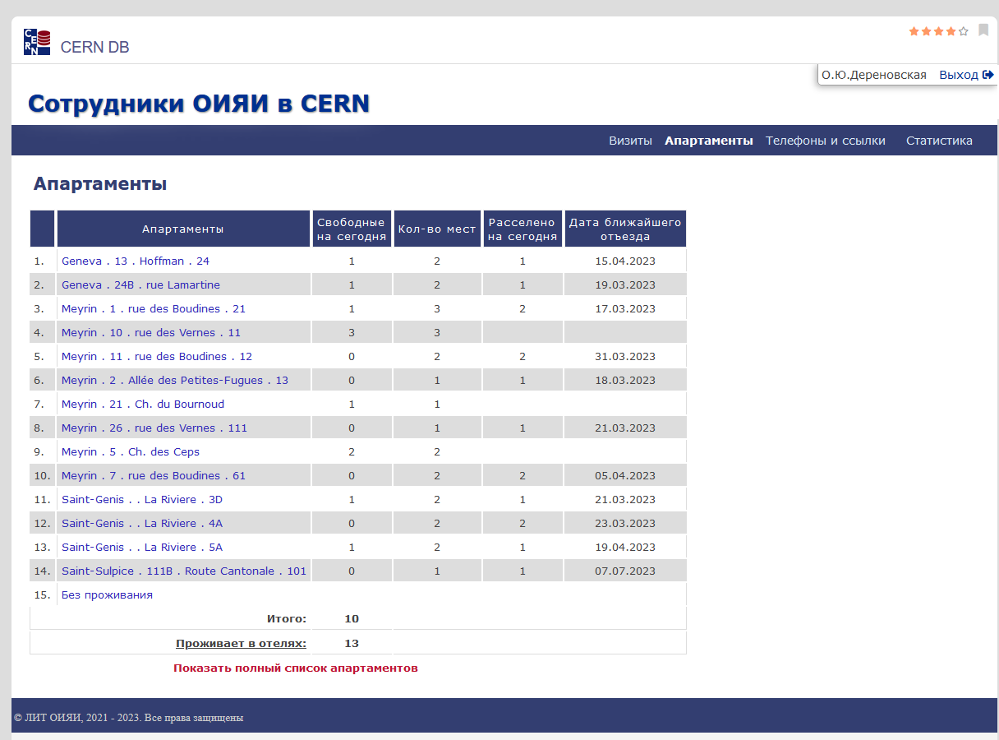 CERN
CERN DB
О.Ю.Дереновская Выход
Сотрудники ОИЯИ в CERN
Визиты Апартаменты Телефоны и ссылки Статистика
Апартаменты
Апартаменты Свободные на сегодня Кол-во мест Расселено на сегодня Дата ближайшего отъезда
1. Geneva . 13 . Hoffman . 24 1 2 1 15.04.2023
2. Geneva . 24B . rue Lamartine 1 2 1 19.03.2023
3. Meyrin . 1 . rue des Boudines . 21 1 3 2 17.03.2023
4. Meyrin . 10 . rue des Vernes . 11 3 3
5. Meyrin . 11 . rue des Boudines . 12 0 2 2 31.03.2023
6. Meyrin . 2 . Allée des Petites-Fugues . 13 0 1 1 18.03.2023
7. Meyrin . 21 . Ch. du Bournoud 1 1
8. Meyrin . 26 . rue des Vernes . 111 0 1 1 21.03.2023
9. Meyrin . 5 . Ch. des Ceps 2 2
10. Meyrin . 7 . rue des Boudines . 61 0 2 2 05.04.2023
11. Saint-Genis . . La Riviere . 3D 1 2 1 21.03.2023
12. Saint-Genis . . La Riviere . 4A 0 2 2 23.03.2023
13. Saint-Genis . . La Riviere . 5A 1 2 1 19.04.2023
14. Saint-Sulpice . 111B . Route Cantonale . 101 0 1 1 07.07.2023
15. Без проживания
Итого: 10
Проживает в отелях: 13
Показать полный список апартаментов
© ЛИТ ОИЯИ, 2021 - 2023. Все права защищены